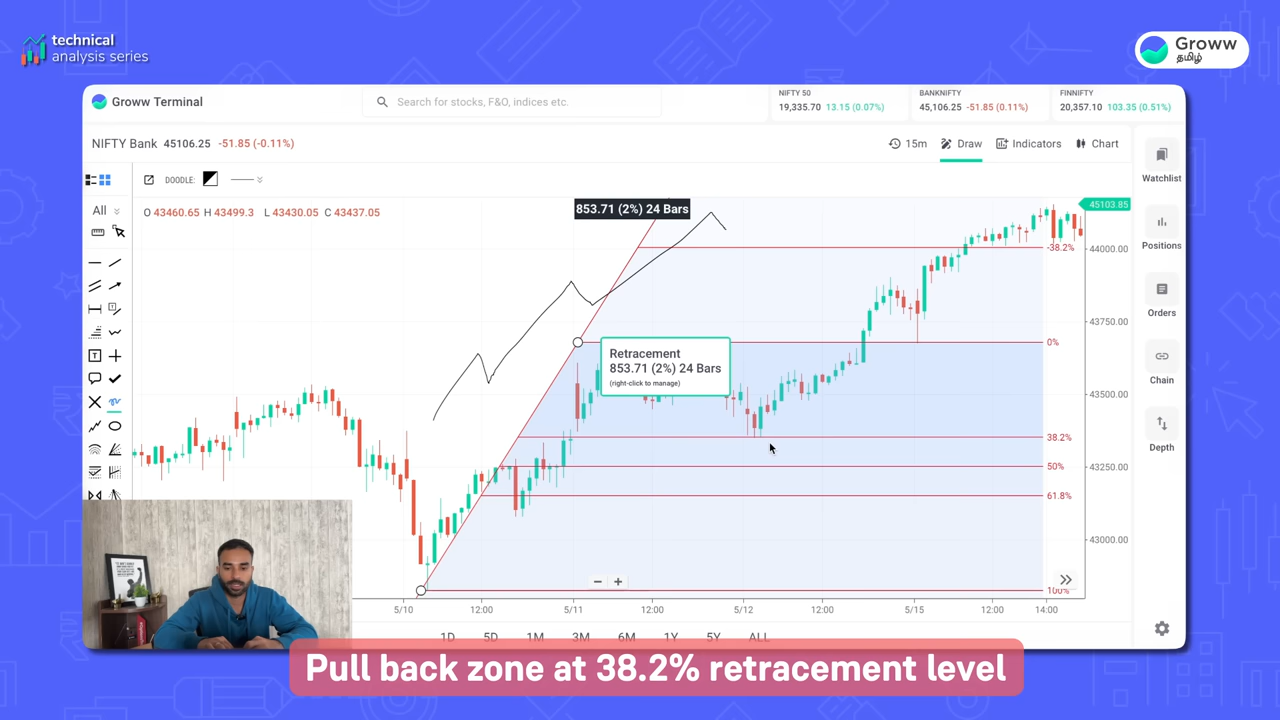 technical
analysis series
Groww
தமிழ்
Groww Terminal
Search for stocks, F&O, indices etc.
NIFTY 50
19,335.70 13.15 (0.07%)
BANKNIFTY
45,106.25 -51.85 (0.11%)
FINNIFTY
20,357.10 103.35 (0.51%)
NIFTY Bank 45106.25 -51.85 (-0.11%)
15m
Draw
Indicators
Chart
Watchlist
Positions
Orders
Chain
Depth
DOODLE:
All
O 43460.65 H 43499.3 L 43430.05 C 43437.05
853.71 (2%) 24 Bars
45103.85
-38.2%
44000.00
43750.00
0%
Retracement
853.71 (2%) 24 Bars
(right-click to manage)
43500.00
38.2%
50%
43250.00
61.8%
43000.00
100%
5/10
12:00
5/11
12:00
5/12
12:00
5/15
12:00
14:00
1D
5D
1M
3M
6M
1Y
5Y
ALL
Pull back zone at 38.2% retracement level